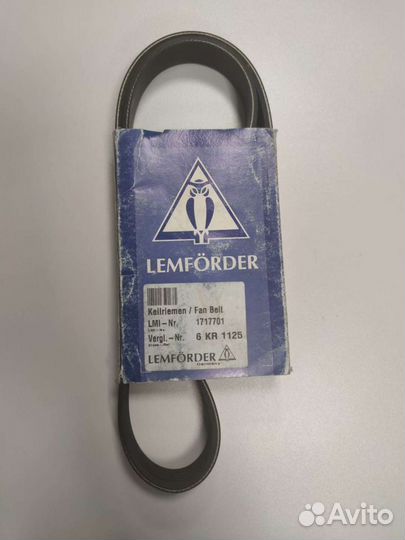 LEMFÖRDER
Keilriemen / Fan Belt
LMI-Nr. 1717701
Vergl.-Nr. 6 KR 1125
LEMFÖRDER
Avito